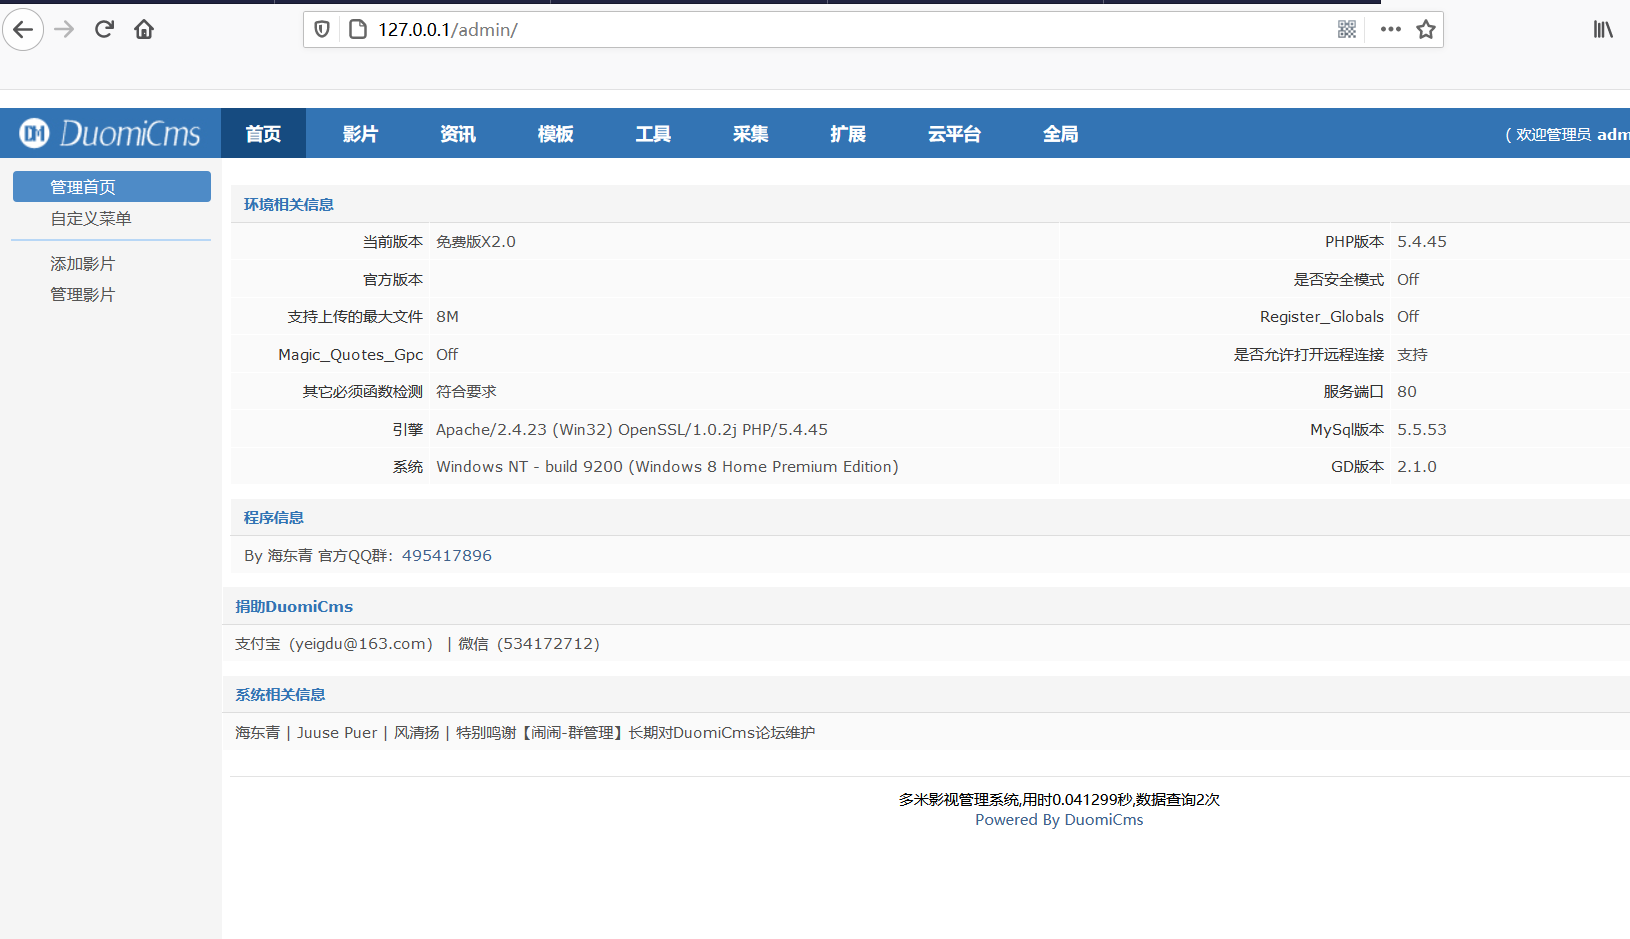 127.0.0.1/admin/
DuomiCms 首页 影片 资讯 模板 工具 采集 扩展 云平台 全局 ( 欢迎管理员 adm
管理首页
自定义菜单
添加影片
管理影片
环境相关信息
当前版本 免费版X2.0 PHP版本 5.4.45
官方版本 是否安全模式 Off
支持上传的最大文件 8M Register_Globals Off
Magic_Quotes_Gpc Off 是否允许打开远程连接 支持
其它必须函数检测 符合要求 服务端口 80
引擎 Apache/2.4.23 (Win32) OpenSSL/1.0.2j PHP/5.4.45 MySql版本 5.5.53
系统 Windows NT - build 9200 (Windows 8 Home Premium Edition) GD版本 2.1.0
程序信息
By 海东青 官方QQ群：495417896
捐助DuomiCms
支付宝（yeigdu@163.com） | 微信（534172712）
系统相关信息
海东青 | Juuse Puer | 风清扬 | 特别鸣谢【闹闹-群管理】长期对DuomiCms论坛维护
多米影视管理系统,用时0.041299秒,数据查询2次
Powered By DuomiCms